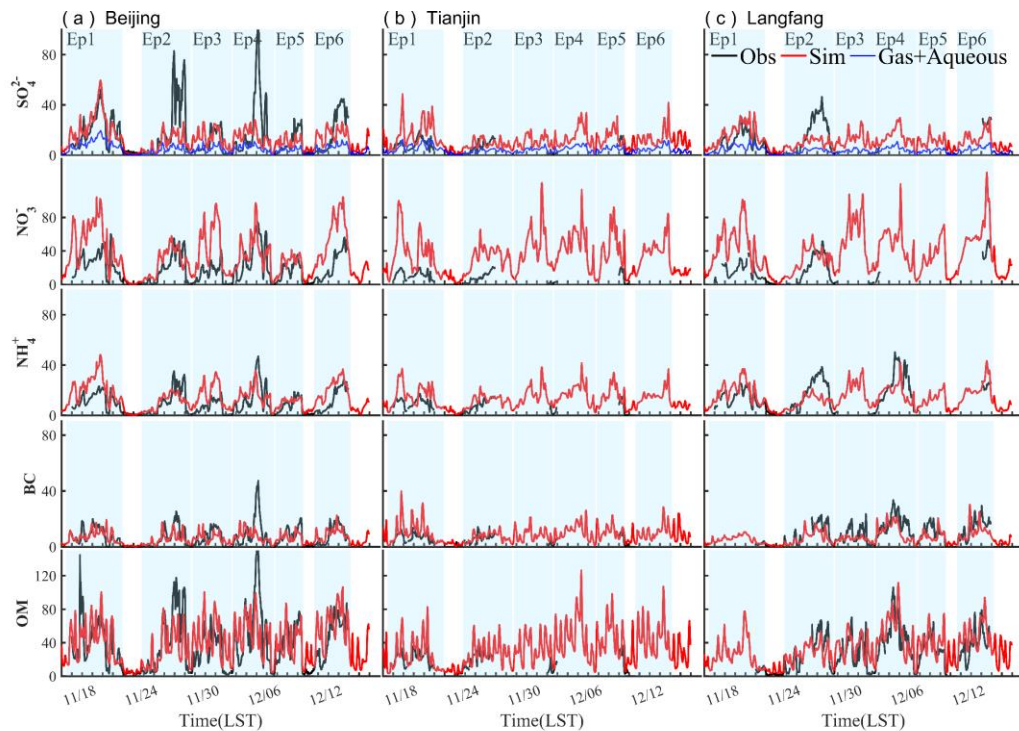 ( a ) Beijing
( b ) Tianjin
( c ) Langfang
Ep1 Ep2 Ep3 Ep4 Ep5 Ep6
Ep1 Ep2 Ep3 Ep4 Ep5 Ep6
Ep1 Ep2 Ep3 Ep4 Ep5 Ep6
Obs Sim Gas+Aqueous
SO₄²⁻
80
40
0
NO₃⁻
80
40
0
NH₄⁺
80
40
0
BC
80
40
0
OM
120
80
40
0
11/18 11/24 11/30 12/06 12/12
11/18 11/24 11/30 12/06 12/12
11/18 11/24 11/30 12/06 12/12
Time(LST)
Time(LST)
Time(LST)